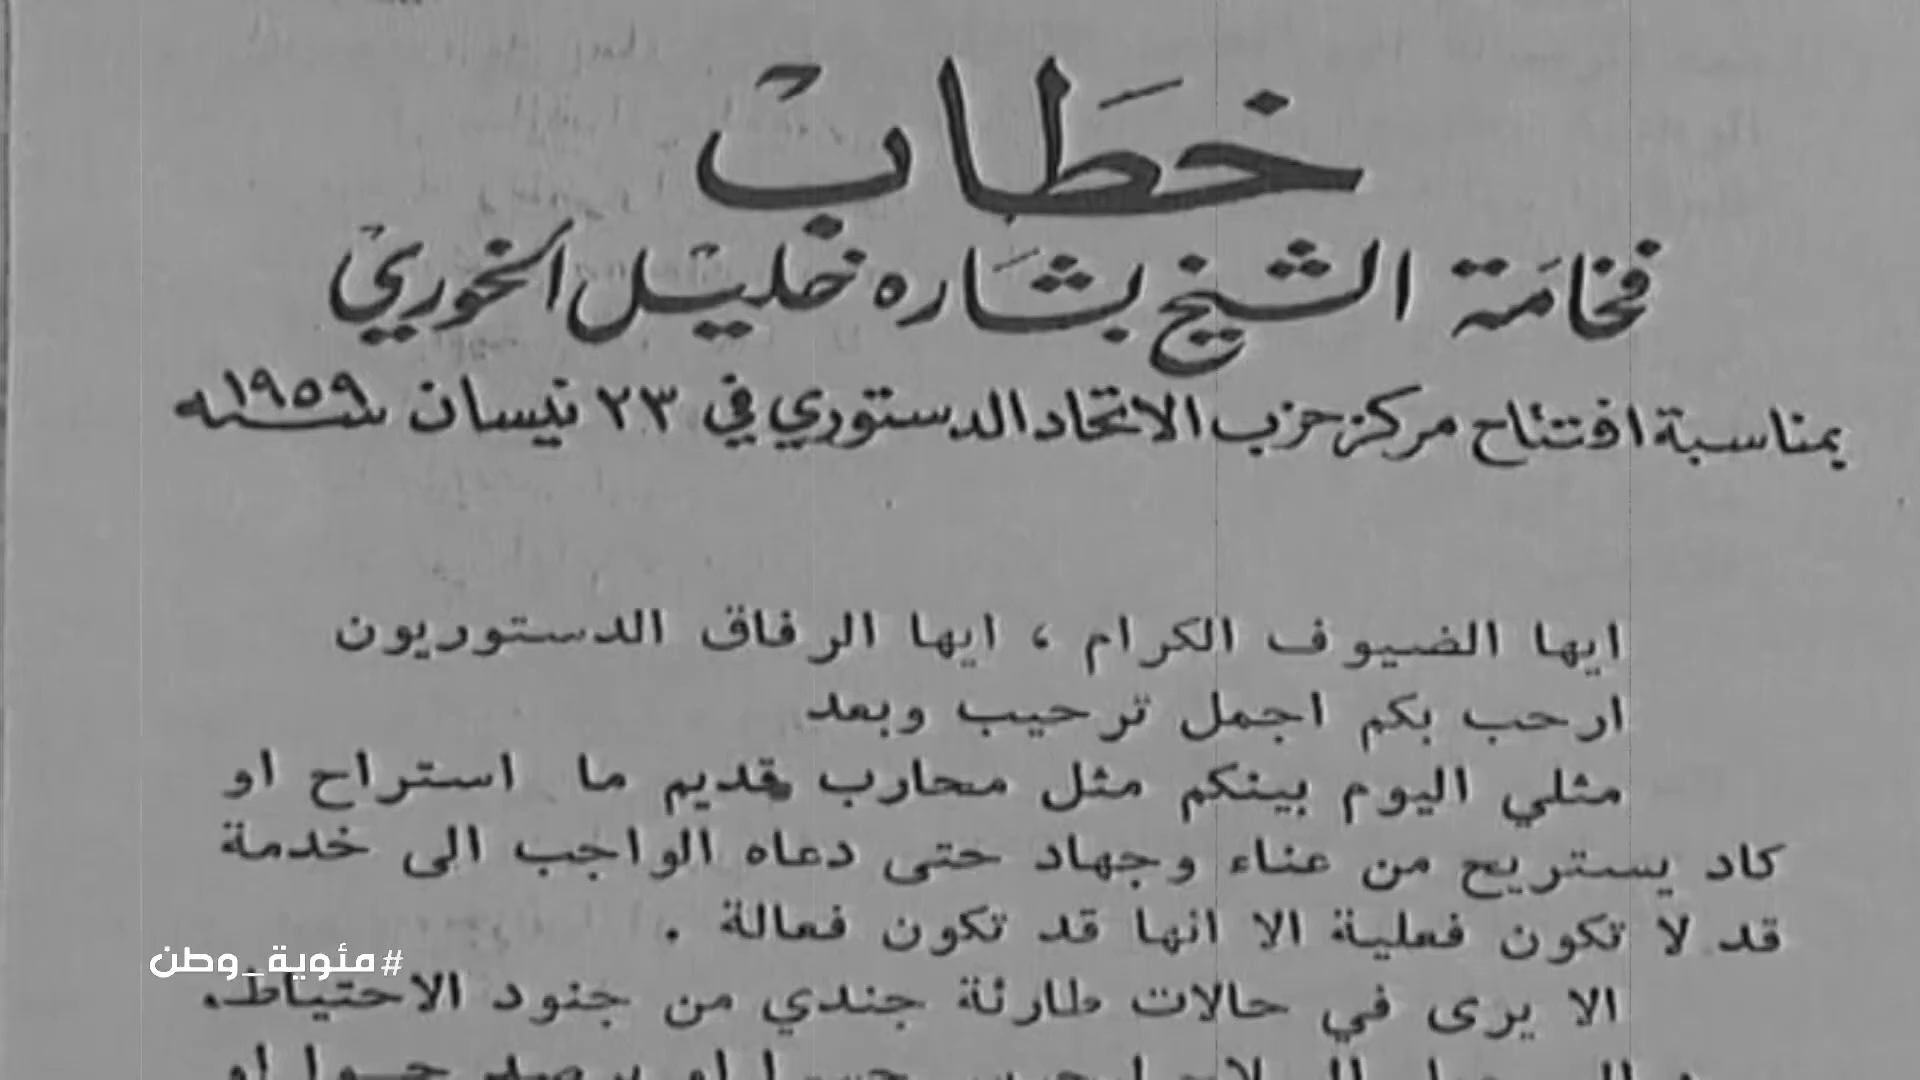 خطاب
فخامة الشيخ بشاره خليل الخوري
بمناسبة افتتاح مركز حزب الاتحاد الدستوري في ٢٣ نيسان سنه ١٩٥٩
ايها الضيوف الكرام ، ايها الرفاق الدستوريون
ارحب بكم اجمل ترحيب وبعد
مثلي اليوم بينكم مثل محارب قديم ما استراح او
كاد يستريح من عناء وجهاد حتى دعاه الواجب الى خدمة
قد لا تكون فعلية الا انها قد تكون فعالة .
#مئوية_وطن
الا يرى في حالات طارئة جندي من جنود الاحتياط.